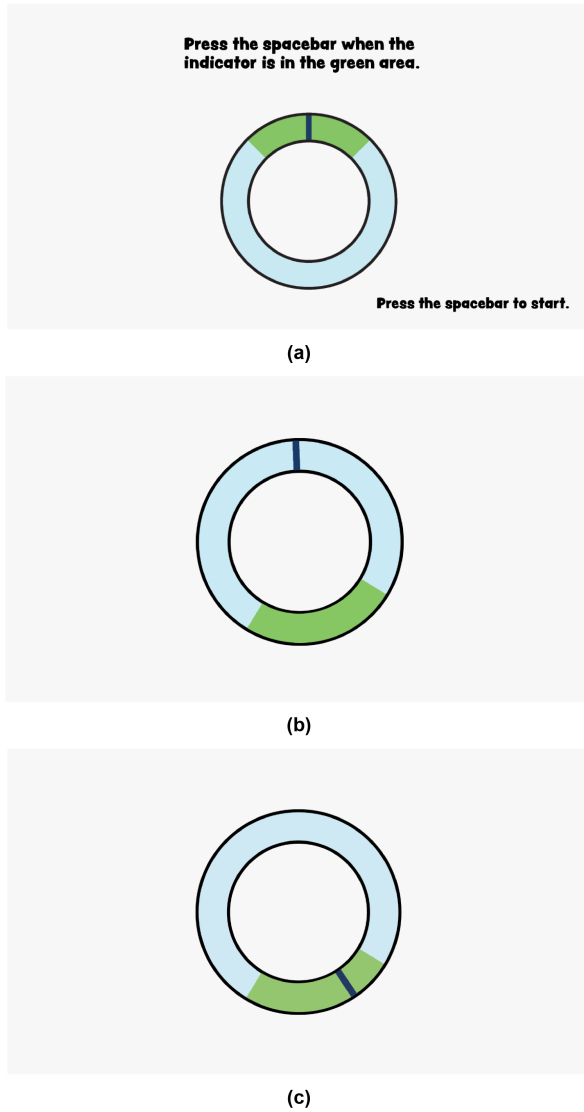 Press the spacebar when the
indicator is in the green area.
Press the spacebar to start.
(a)
(b)
(c)